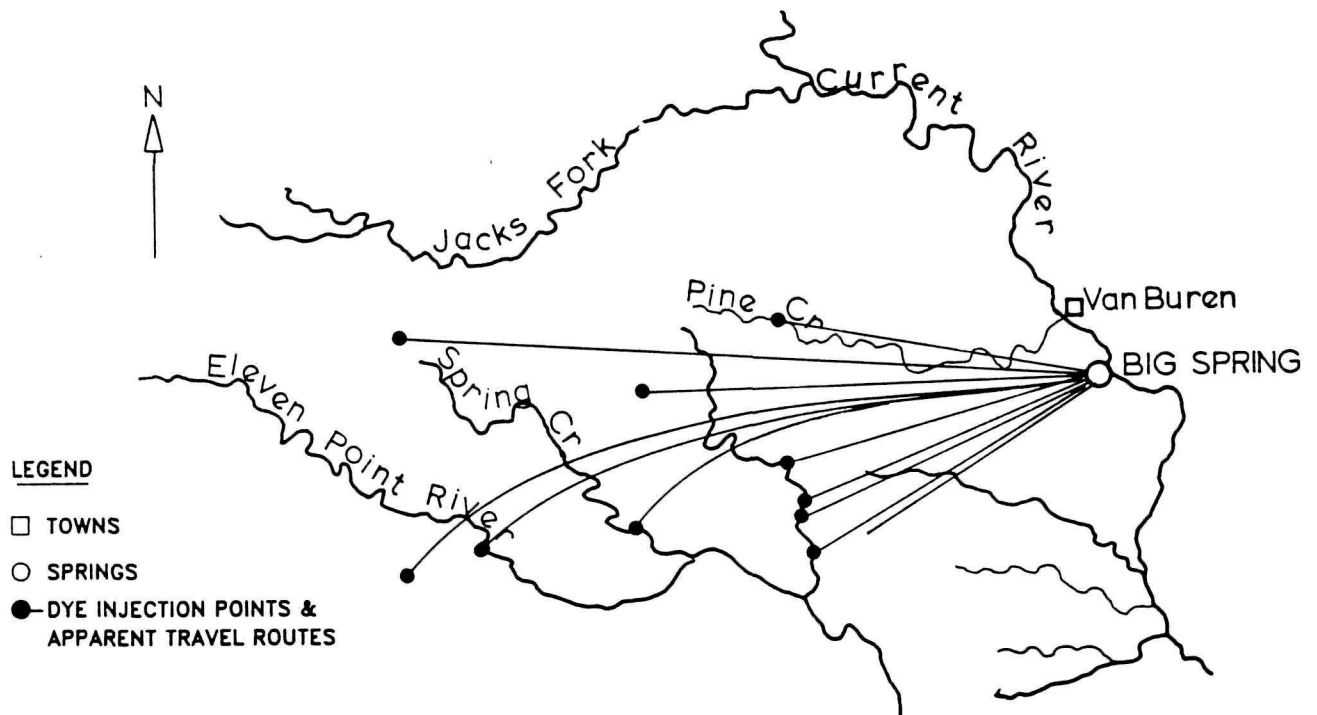 N
Current
River
Jacks Fork
Pine Cr
Van Buren
BIG SPRING
Spring Cr
Eleven Point River
LEGEND
TOWNS
SPRINGS
DYE INJECTION POINTS &
APPARENT TRAVEL ROUTES